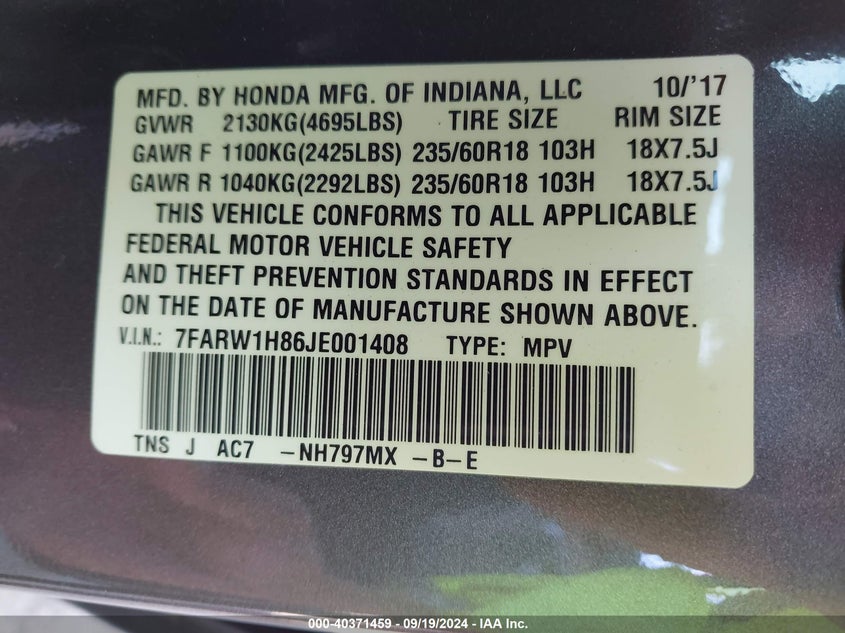 MFD. BY HONDA MFG. OF INDIANA, LLC 10/'17
GVWR 2130KG(4695LBS) TIRE SIZE RIM SIZE
GAWR F 1100KG(2425LBS) 235/60R18 103H 18X7.5J
GAWR R 1040KG(2292LBS) 235/60R18 103H 18X7.5J
THIS VEHICLE CONFORMS TO ALL APPLICABLE
FEDERAL MOTOR VEHICLE SAFETY
AND THEFT PREVENTION STANDARDS IN EFFECT
ON THE DATE OF MANUFACTURE SHOWN ABOVE.
V.I.N.: 7FARW1H86JE001408 TYPE: MPV
TNS J AC7 -NH797MX -B-E
00-40371459 - 09/19/2024 - IAA Inc.